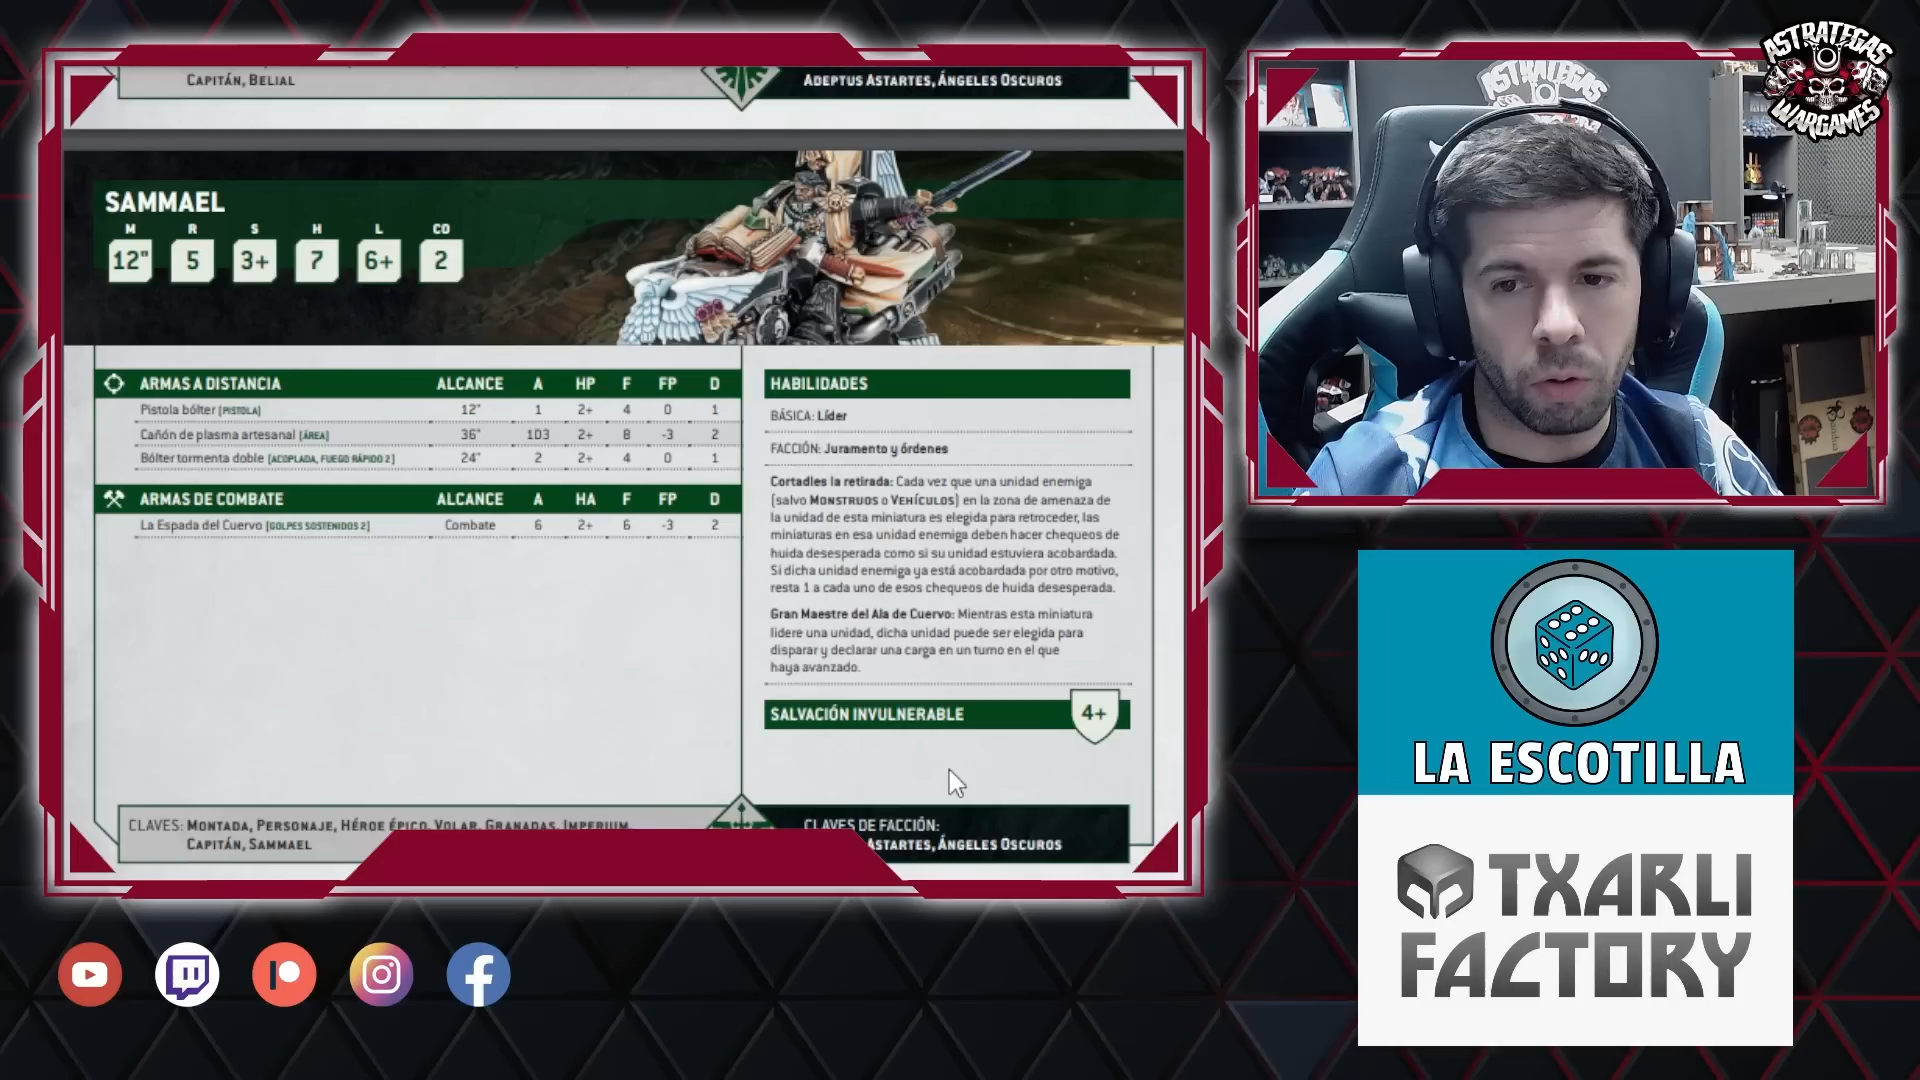 CAPITÁN, BELIAL
ADEPTUS ASTARTES, ÁNGELES OSCUROS
SAMMAEL
M R S H L CO
12" 5 3+ 7 6+ 2
ARMAS A DISTANCIA ALCANCE A HP F FP D
Pistola bólter [PISTOLA] 12" 1 2+ 4 0 1
Cañón de plasma artesanal [ÁREA] 36" 1D3 2+ 8 -3 2
Bólter tormenta doble [ACOPLADA, FUEGO RÁPIDO 2] 24" 2 2+ 4 0 1
ARMAS DE COMBATE ALCANCE A HA F FP D
La Espada del Cuervo [GOLPES SOSTENIDOS 2] Combate 6 2+ 6 -3 2
HABILIDADES
BÁSICA: Líder
FACCIÓN: Juramento y órdenes
Cortadles la retirada: Cada vez que una unidad enemiga
(salvo MONSTRUOS o VEHÍCULOS) en la zona de amenaza de
la unidad de esta miniatura es elegida para retroceder, las
miniaturas en esa unidad enemiga deben hacer chequeos de
huida desesperada como si su unidad estuviera acobardada.
Si dicha unidad enemiga ya está acobardada por otro motivo,
resta 1 a cada uno de esos chequeos de huida desesperada.
Gran Maestre del Ala de Cuervo: Mientras esta miniatura
lidere una unidad, dicha unidad puede ser elegida para
disparar y declarar una carga en un turno en el que
haya avanzado.
SALVACIÓN INVULNERABLE 4+
CLAVES: MONTADA, PERSONAJE, HÉROE ÉPICO, VOLAR, GRANADAS, IMPERIUM,
CAPITÁN, SAMMAEL
CLAVES DE FACCIÓN:
ASTARTES, ÁNGELES OSCUROS
ASTRATEGAS
WARGAMES
LA ESCOTILLA
TXARLI
FACTORY